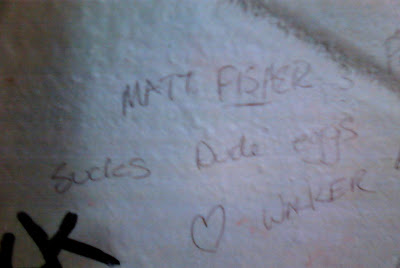 MATT FISHER
Sucks Dude eggs
♡ WALKER
K